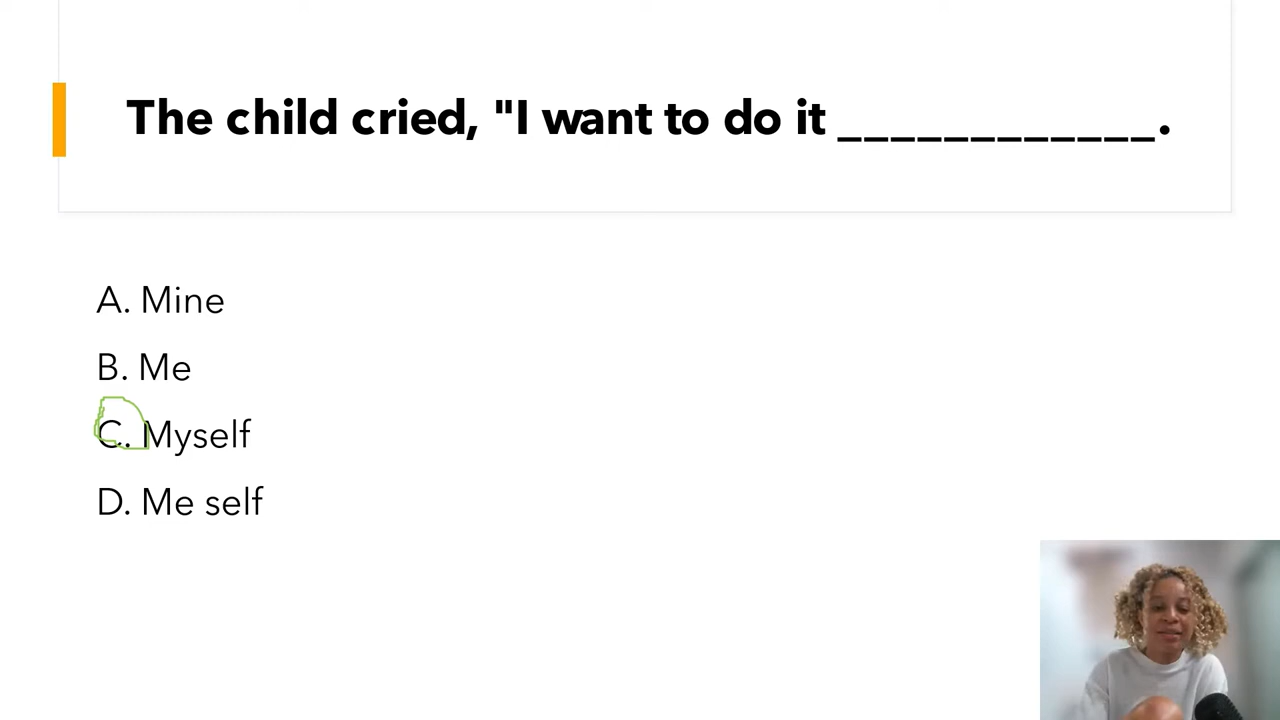 The child cried, "I want to do it ____________.
A. Mine
B. Me
C. Myself
D. Me self